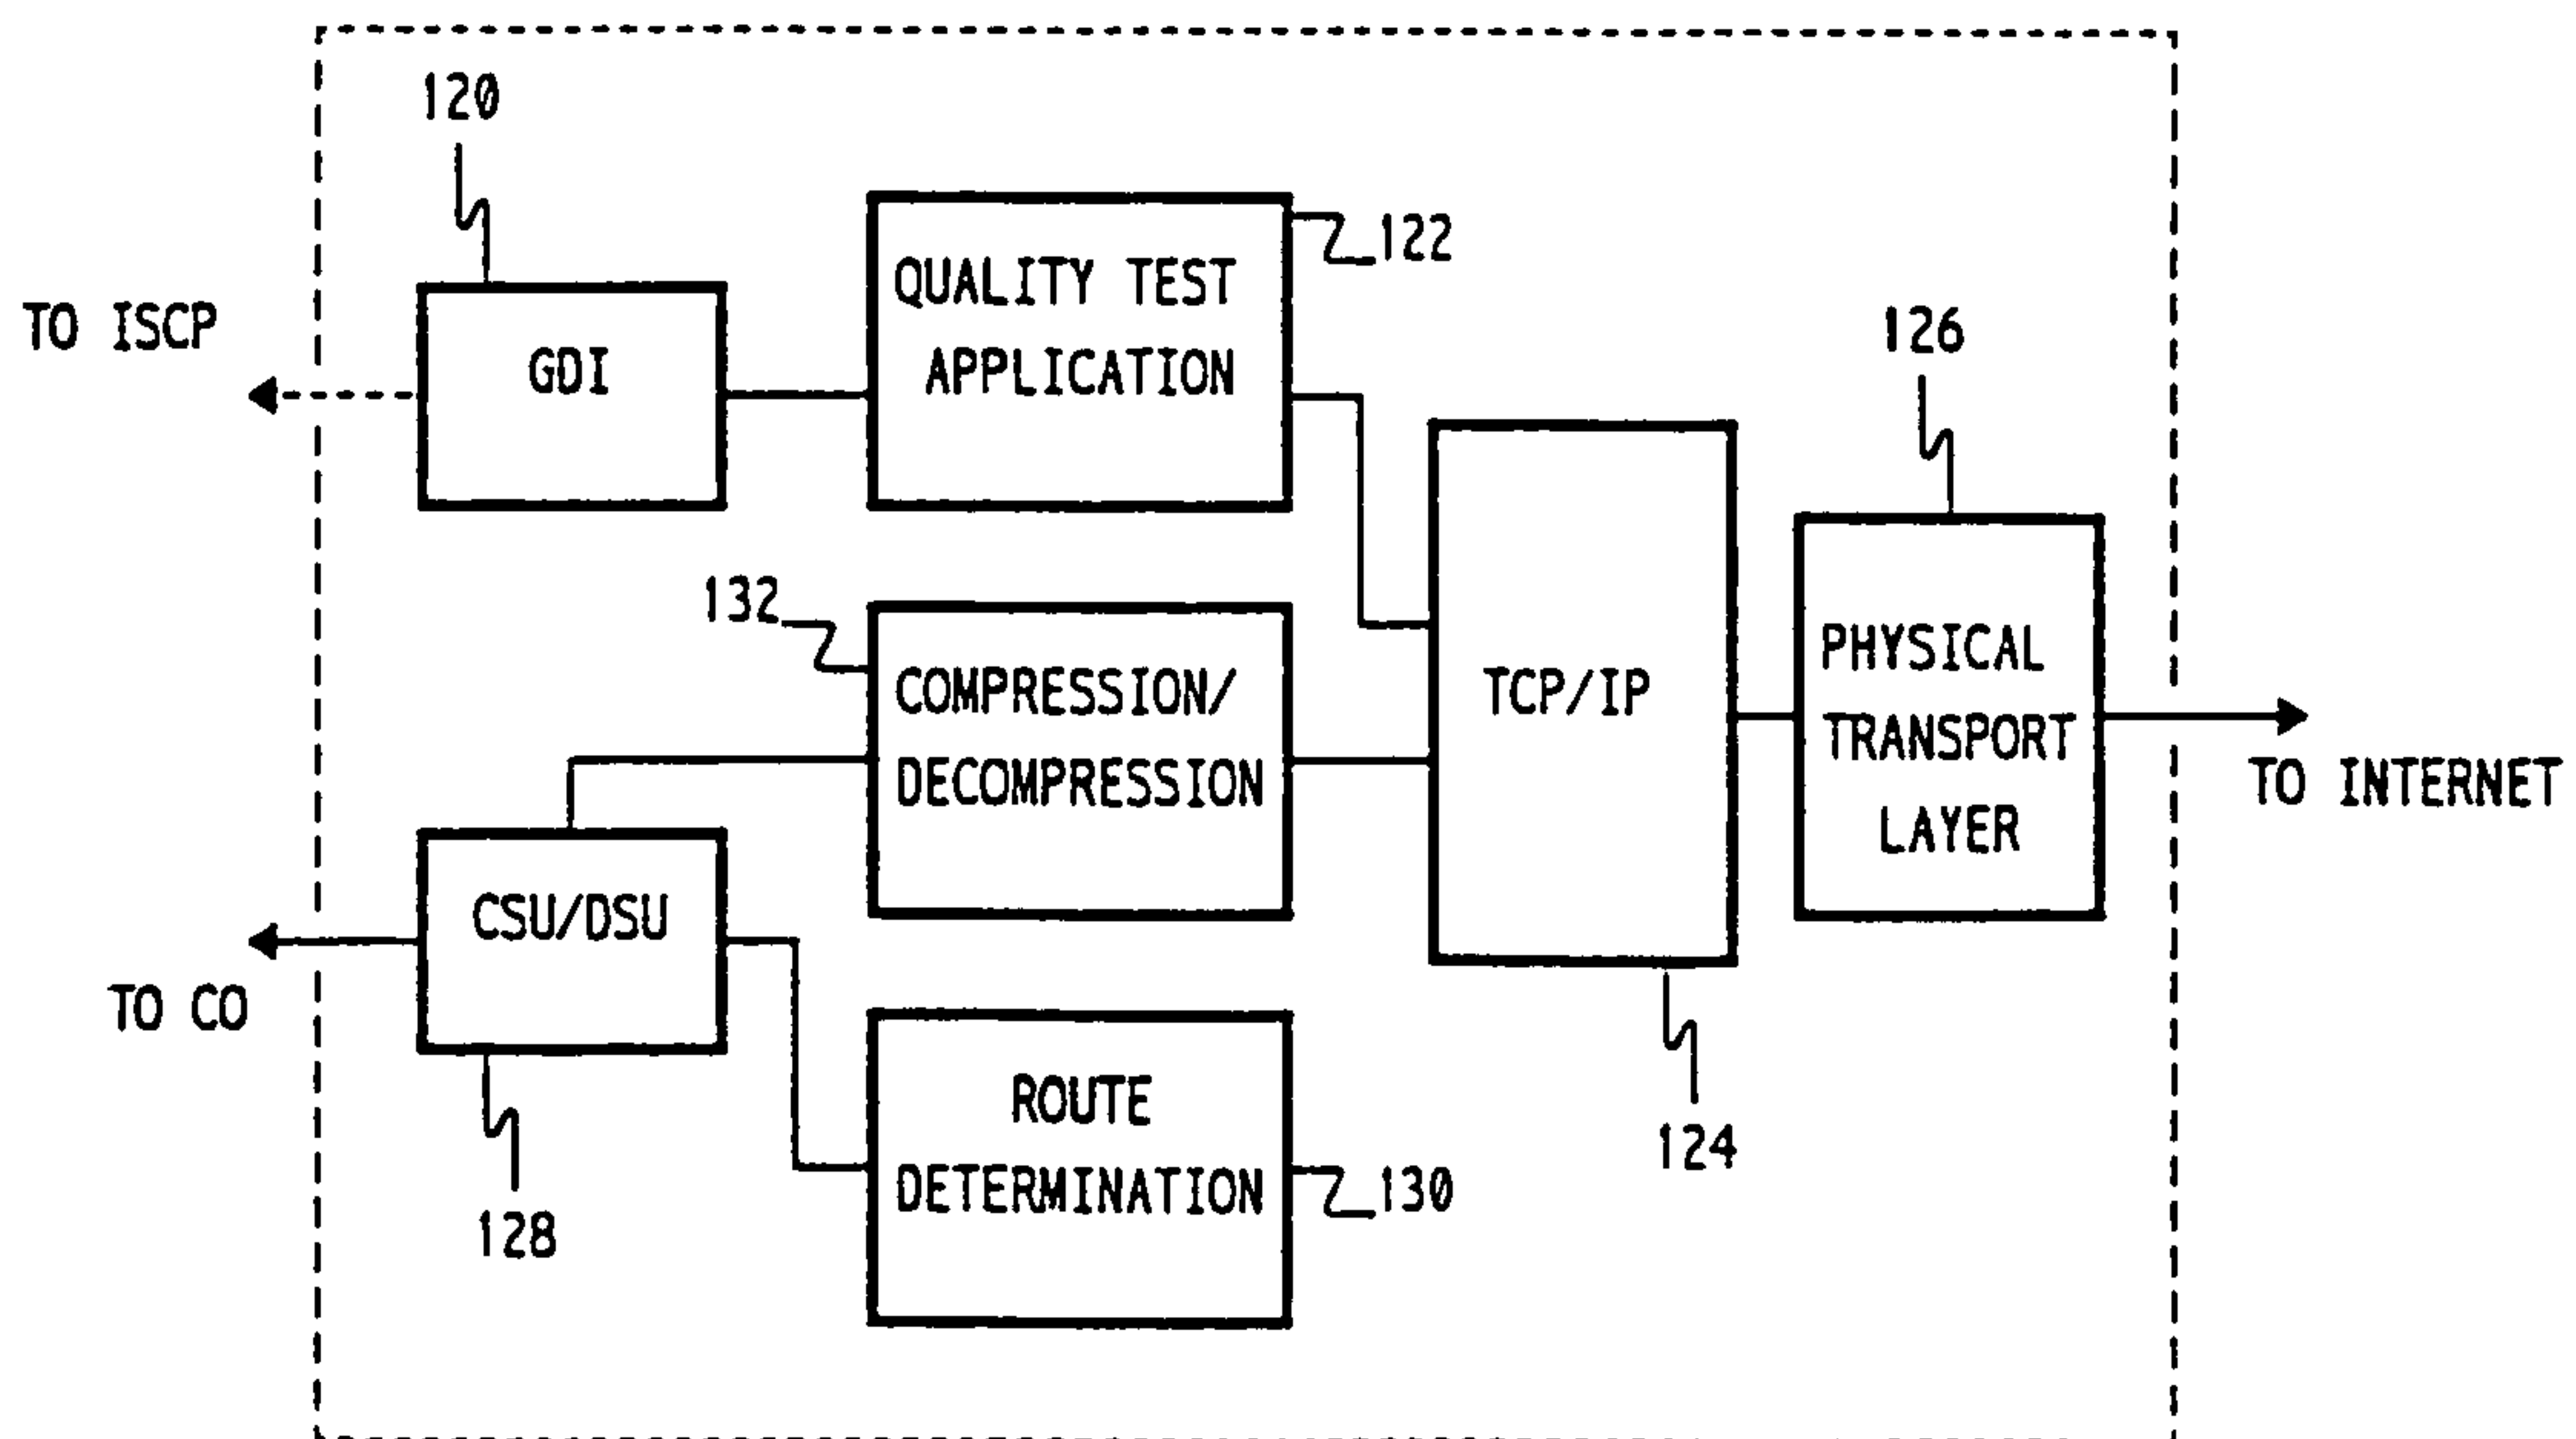 120
QUALITY TEST
APPLICATION
122
TO ISCP
GDI
126
132
COMPRESSION/
DECOMPRESSION
TCP/IP
PHYSICAL
TRANSPORT
LAYER
TO INTERNET
CSU/DSU
TO CO
ROUTE
DETERMINATION
130
124
128